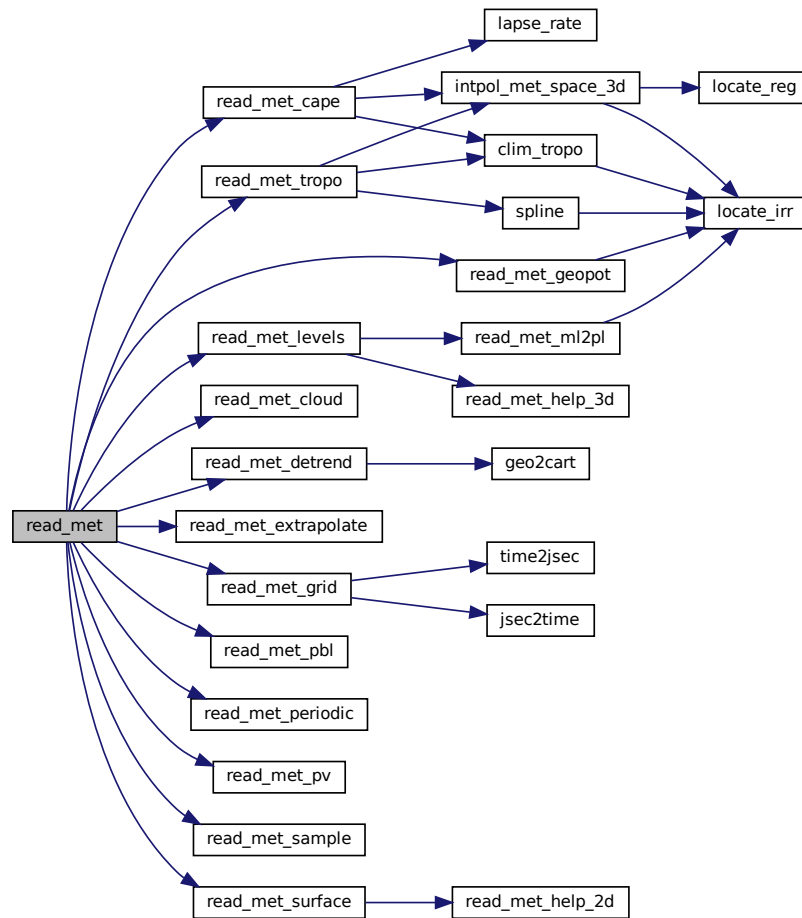 lapse_rate
read_met_cape
intpol_met_space_3d
locate_reg
clim_tropo
read_met_tropo
spline
locate_irr
read_met_geopot
read_met_levels
read_met_ml2pl
read_met_cloud
read_met_help_3d
read_met_detrend
geo2cart
read_met
read_met_extrapolate
time2jsec
read_met_grid
jsec2time
read_met_pbl
read_met_periodic
read_met_pv
read_met_sample
read_met_surface
read_met_help_2d